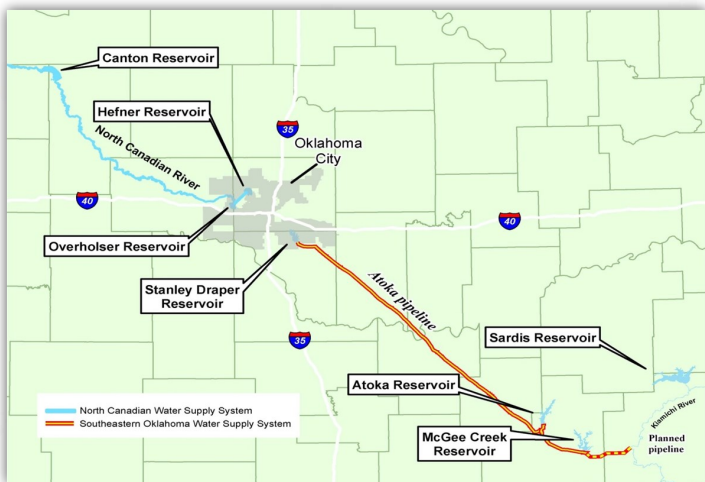 Canton Reservoir
Hefner Reservoir
North Canadian River
35
Oklahoma
City
40
40
Overholser Reservoir
Stanley Draper
Reservoir
Atoka pipeline
35
Sardis Reservoir
Atoka Reservoir
Kiamichi River
McGee Creek
Reservoir
Planned
pipeline
North Canadian Water Supply System
Southeastern Oklahoma Water Supply System